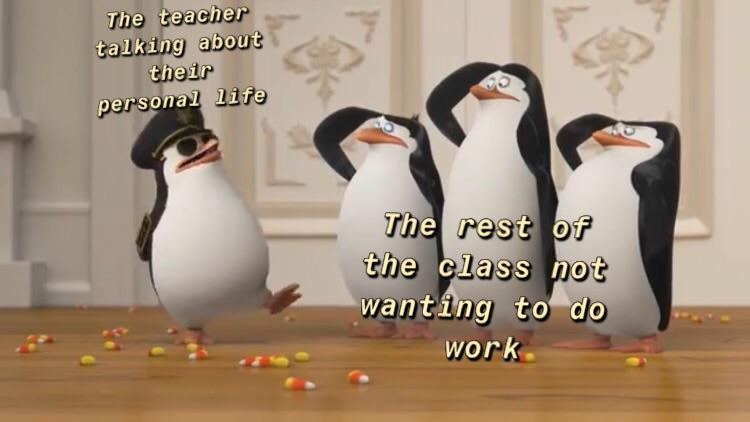 The teacher
talking about
their
personal life
The rest of
the class not
wanting to do
work